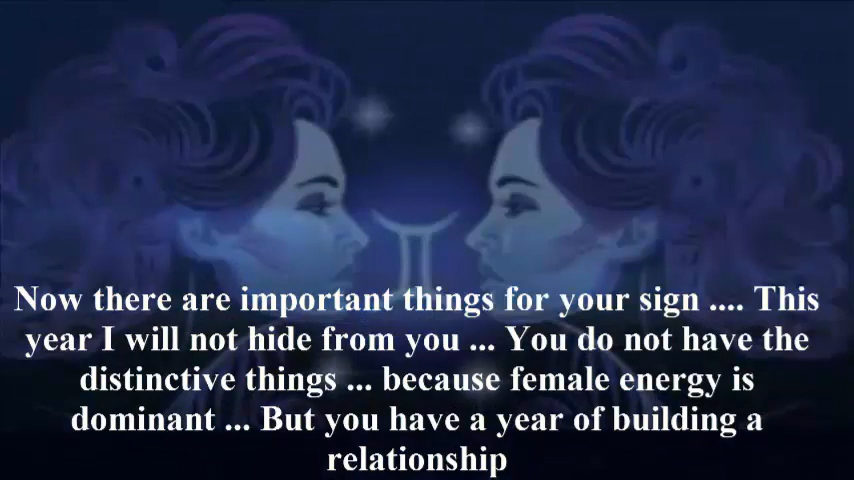 Now there are important things for your sign .... This
year I will not hide from you ... You do not have the
distinctive things ... because female energy is
dominant ... But you have a year of building a
relationship